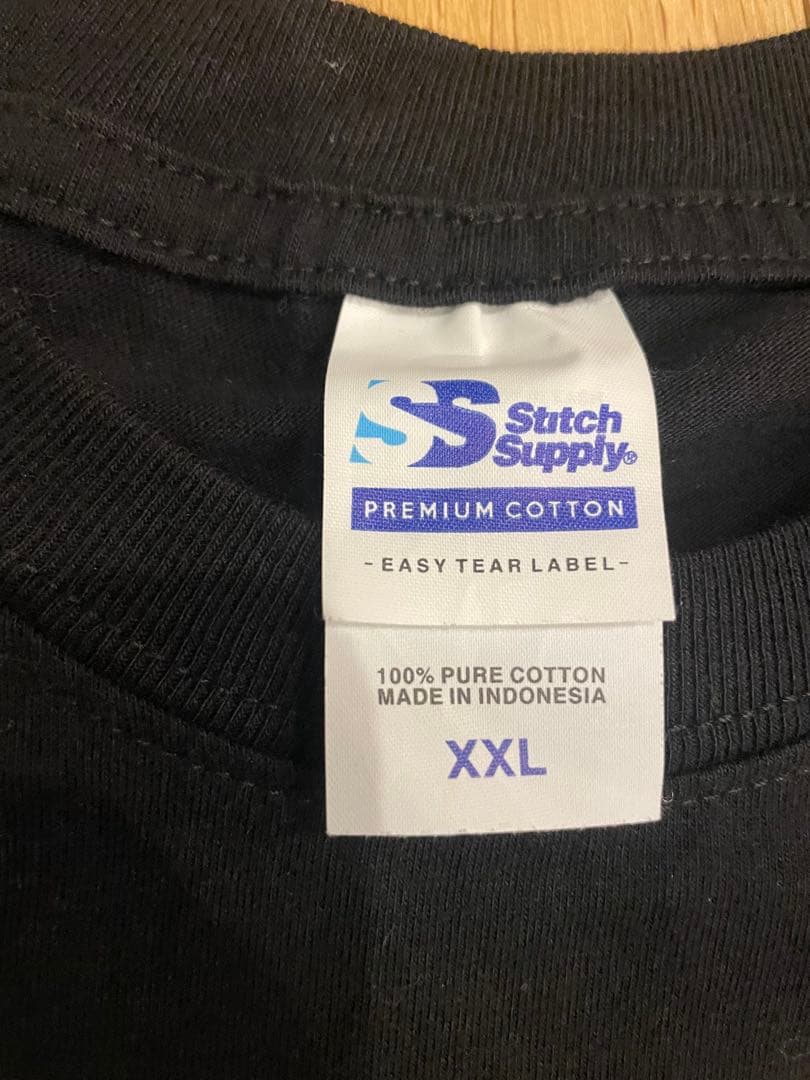 SS Stitch
Supply®
PREMIUM COTTON
- EASY TEAR LABEL -
100% PURE COTTON
MADE IN INDONESIA
XXL